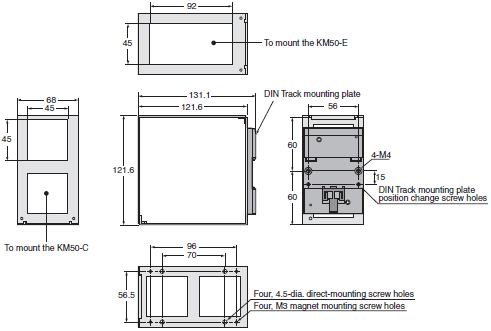 92
45
To mount the KM50-E
131.1
121.6
DIN Track mounting plate
68
45
45
121.6
56
60
60
4-M4
15
DIN Track mounting plate
position change screw holes
To mount the KM50-C
96
70
56.5
Four, 4.5-dia. direct-mounting screw holes
Four, M3 magnet mounting screw holes